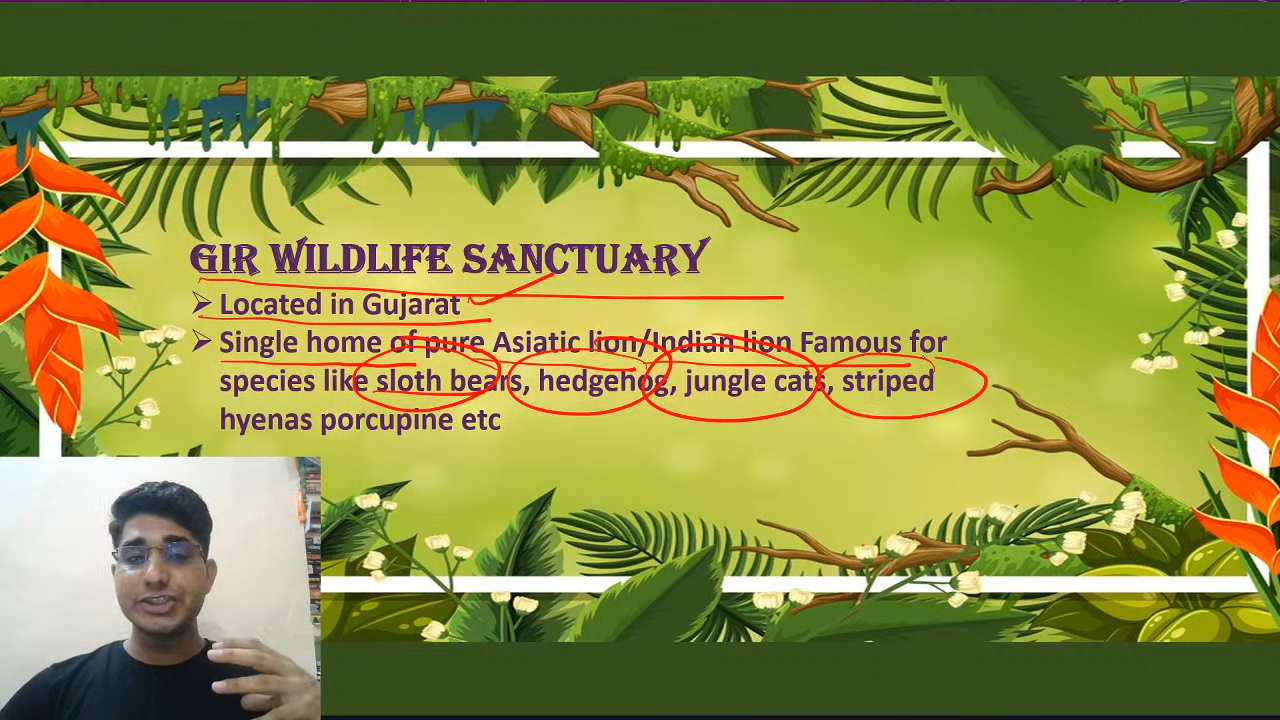 GIR WILDLIFE SANCTUARY
➢ Located in Gujarat
➢ Single home of pure Asiatic lion/Indian lion Famous for
species like sloth bears, hedgehog, jungle cats, striped
hyenas porcupine etc